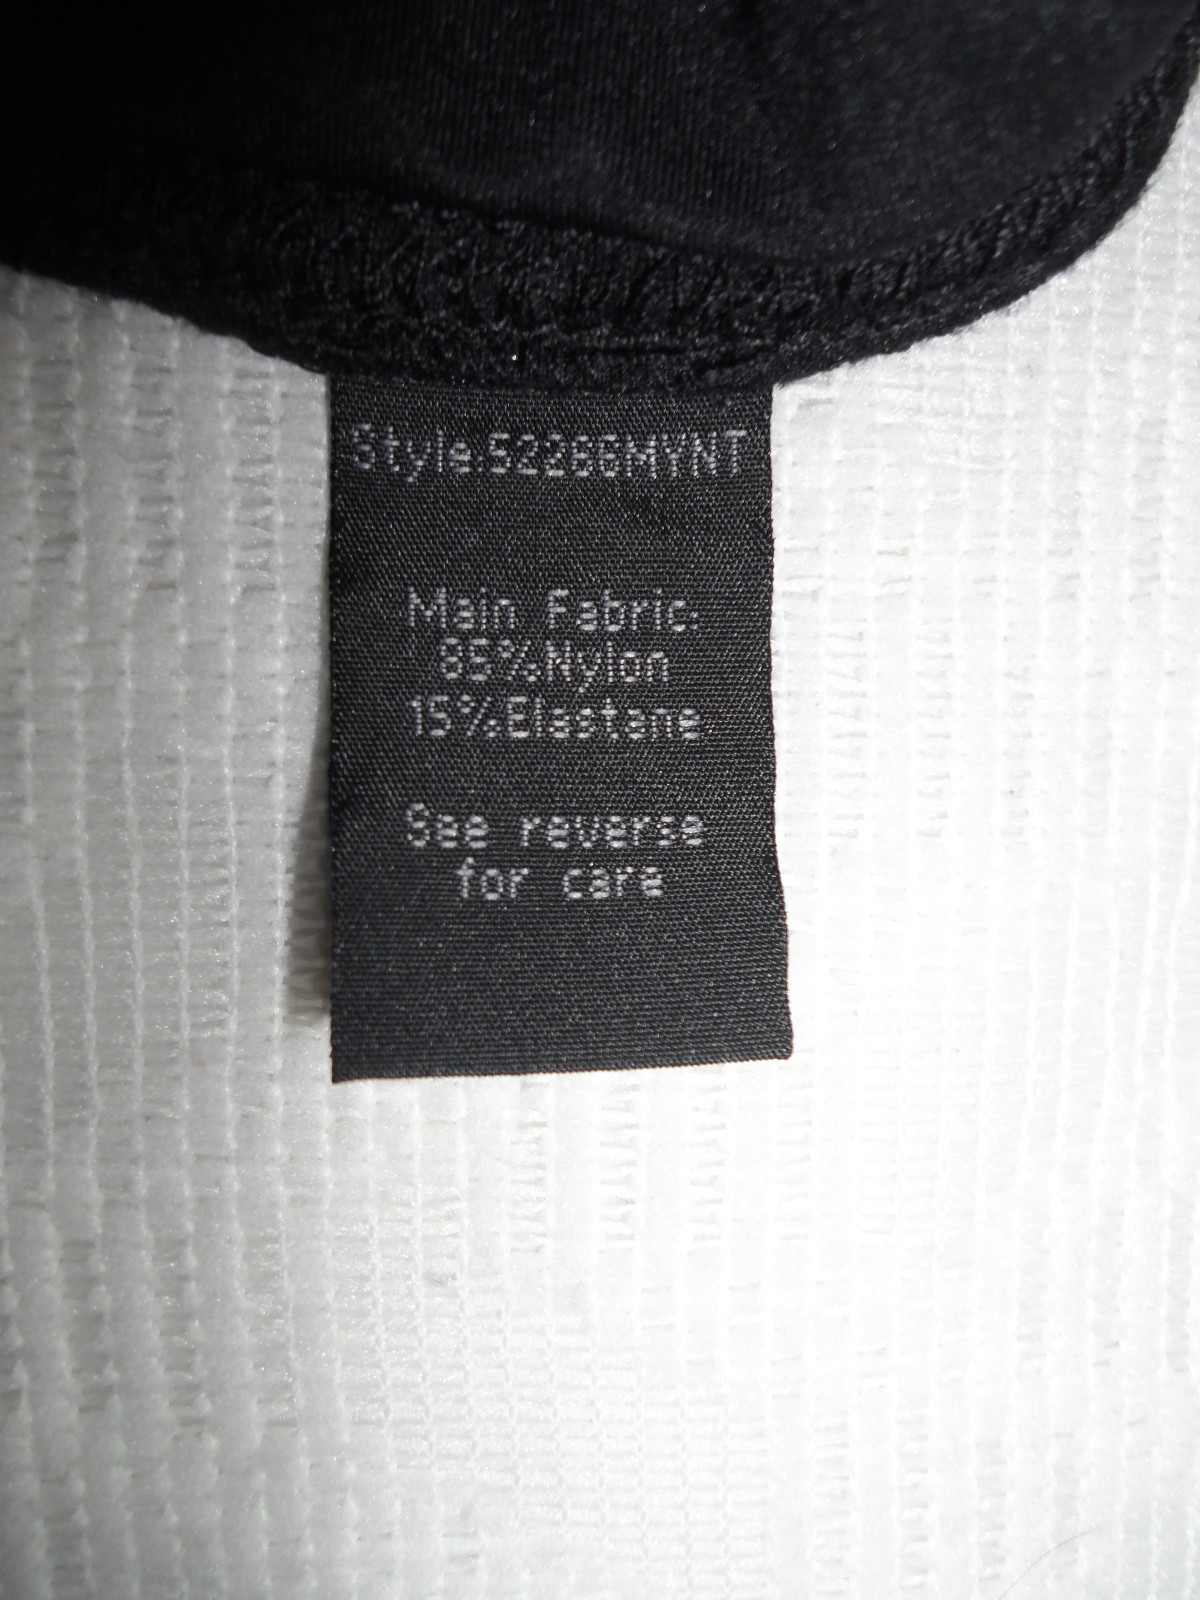 Style:52266MYNT
Main Fabric:
85%Nylon
15%Elastane
See reverse
for care